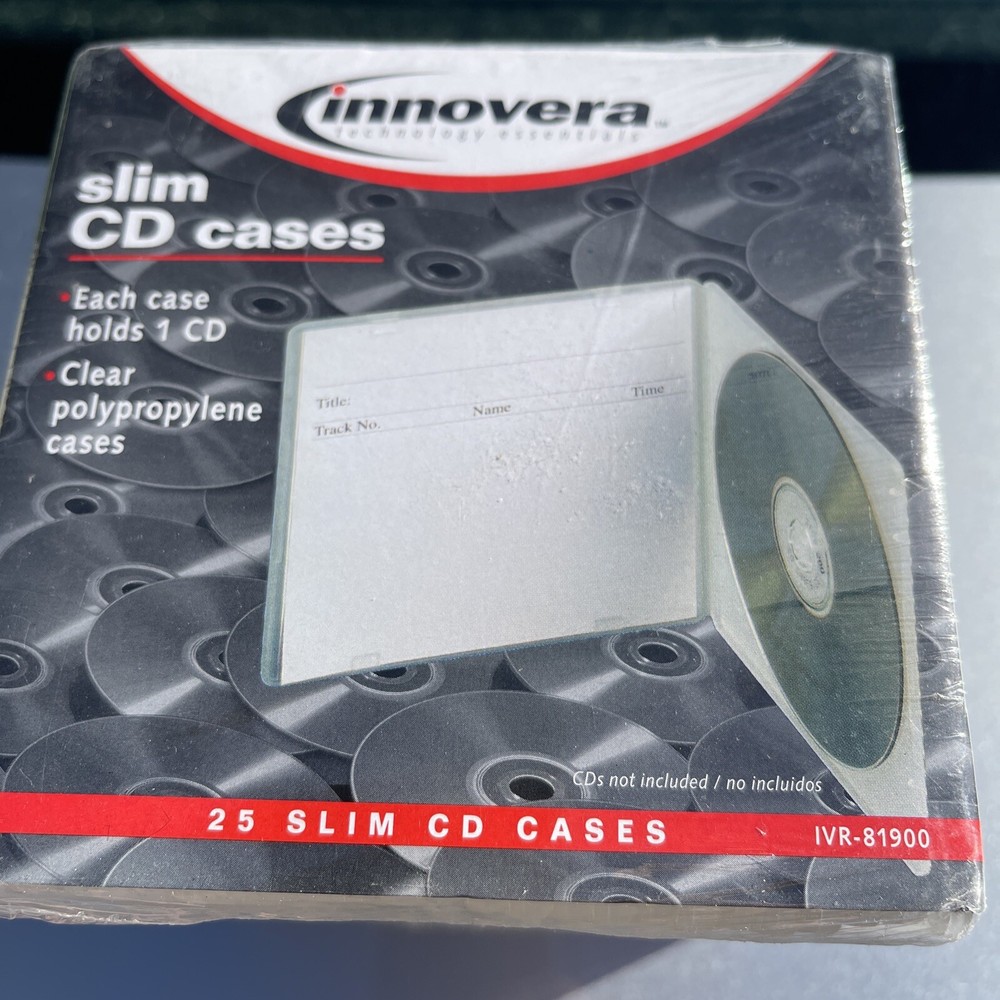 innovera™
Technology essentials
slim
CD cases
•Each case
holds 1 CD
•Clear
polypropylene
cases
Title:
Track No. Name Time
CDs not included / no incluidos
25 SLIM CD CASES
IVR-81900